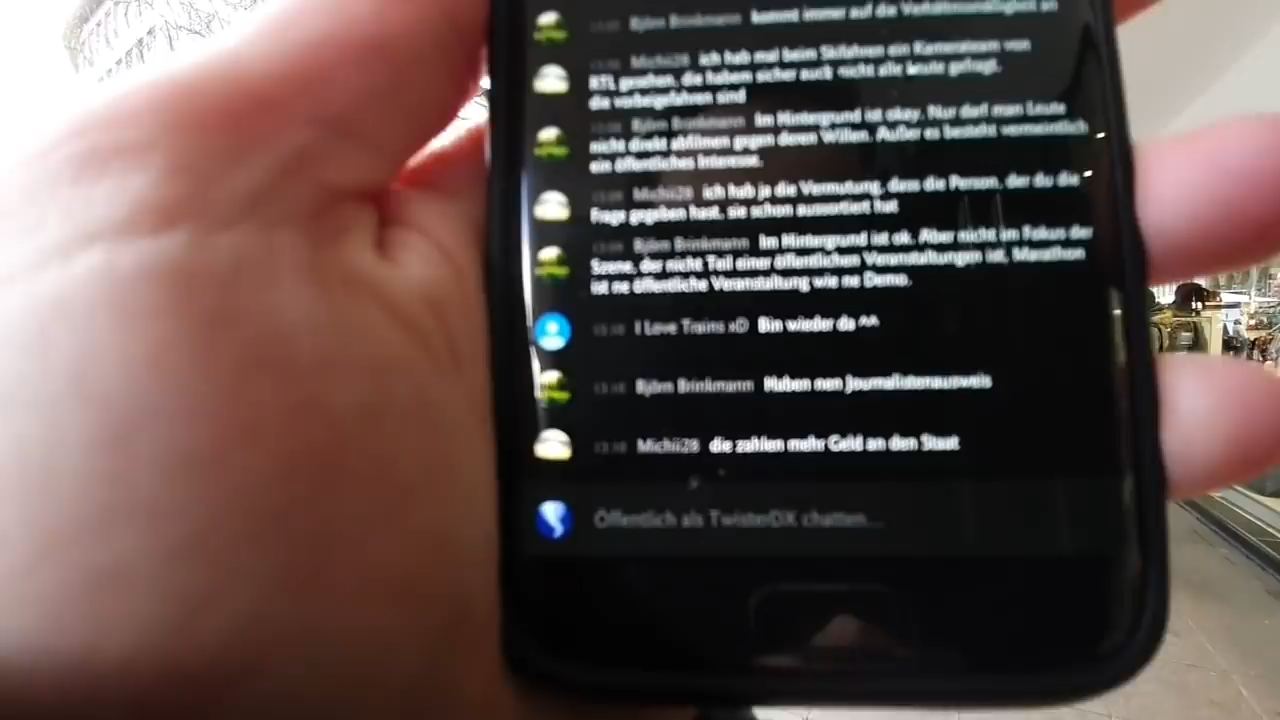 Björn Brinkmann kommt immer auf die Verhältnismäßigkeit an
Michii28 ich hab mal beim Skifahren ein Kamerateam von
RTL gesehen, die haben sicher auch nicht alle Leute gefragt,
die vorbeigefahren sind
Björn Brinkmann Im Hintergrund ist okay. Nur darf man Leute
nicht direkt abfilmen gegen deren Willen. Außer es besteht vermeintlich
ein öffentliches Interesse.
Michii28 ich hab ja die Vermutung, dass die Person, der du die
Frage gegeben hast, sie schon aussortiert hat
Björn Brinkmann Im Hintergrund ist ok. Aber nicht im Fokus der
Szene, der nicht Teil einer öffentlichen Veranstaltungen ist, Marathon
ist ne öffentliche Veranstaltung wie ne Demo.
I Love Trains xD Bin wieder da ^^
Björn Brinkmann Haben nen Journalistenausweis
Michii28 die zahlen mehr Geld an den Staat
Öffentlich als TwisterDX chatten...